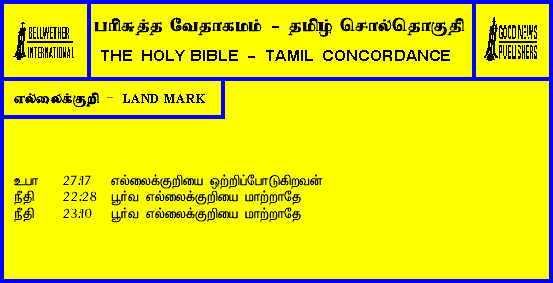 BELLWETHER
INTERNATIONAL
பரிசுத்த வேதாகமம் - தமிழ் சொல்தொகுதி
THE HOLY BIBLE - TAMIL CONCORDANCE
GOOD NEWS
PUBLISHERS
எல்லைக்குறி - LAND MARK
உபா 27:17 எல்லைக்குறியை ஒற்றிப்போடுகிறவன்
நீதி 22:28 பூர்வ எல்லைக்குறியை மாற்றாதே
நீதி 23:10 பூர்வ எல்லைக்குறியை மாற்றாதே